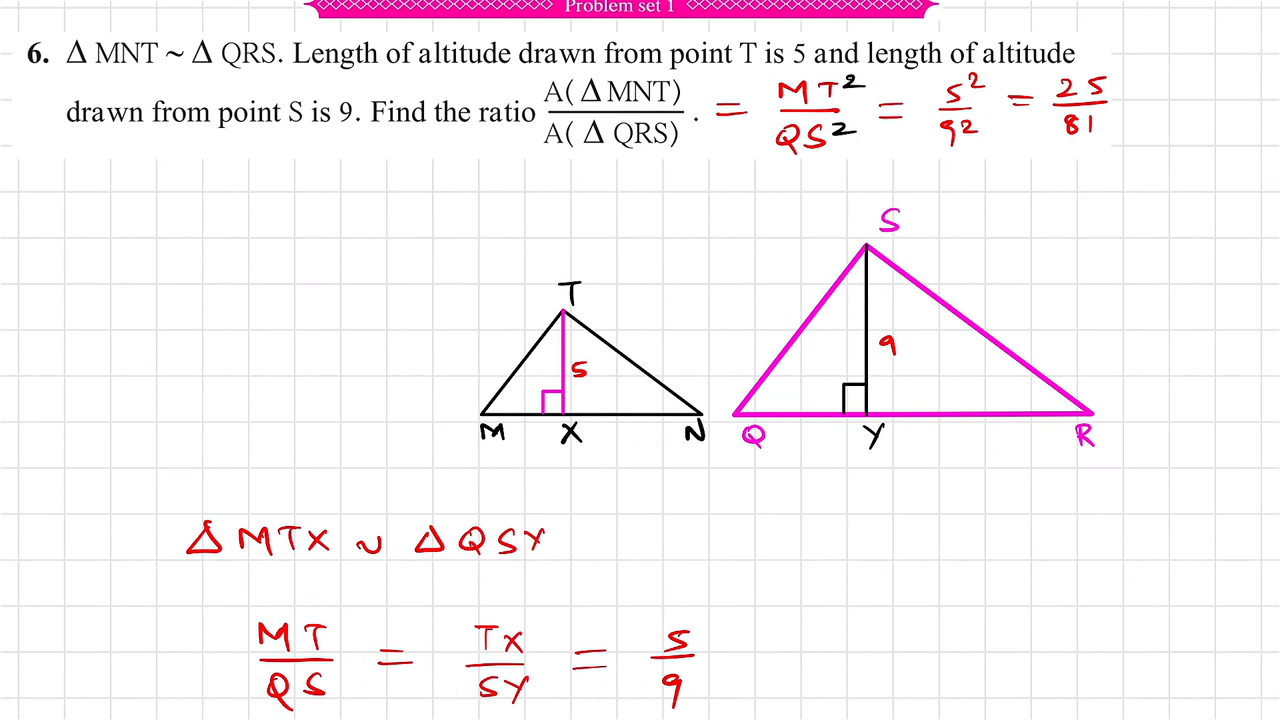 Problem set 1
6. Δ MNT ~ Δ QRS. Length of altitude drawn from point T is 5 and length of altitude
drawn from point S is 9. Find the ratio A(Δ MNT)/A(Δ QRS). = MT²/QS² = 5²/9² = 25/81
S
T
9
5
M X N Q Y R
Δ MTX ~ Δ QSY
MT/QS = TX/SY = 5/9